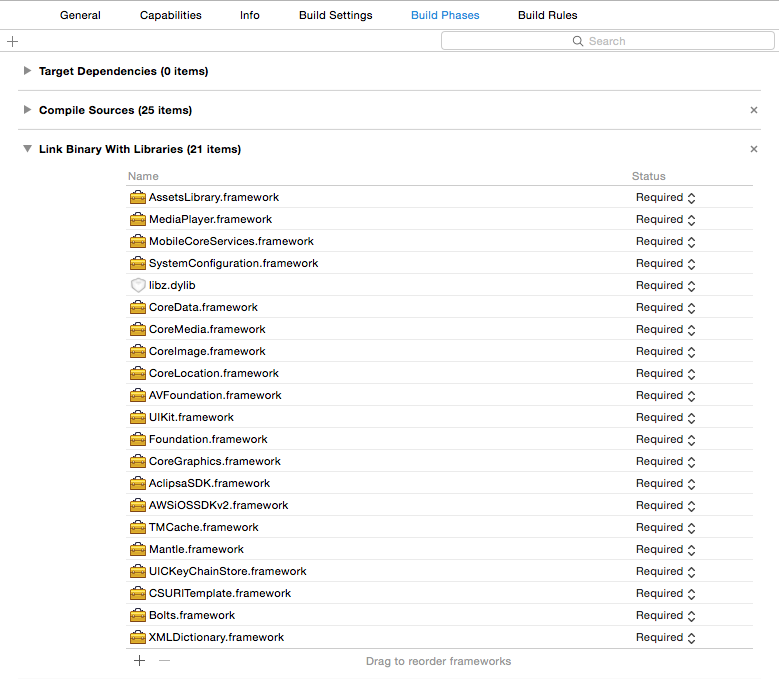 General Capabilities Info Build Settings Build Phases Build Rules
Search
Target Dependencies (0 items)
Compile Sources (25 items)
Link Binary With Libraries (21 items)
Name Status
AssetsLibrary.framework Required
MediaPlayer.framework Required
MobileCoreServices.framework Required
SystemConfiguration.framework Required
libz.dylib Required
CoreData.framework Required
CoreMedia.framework Required
CoreImage.framework Required
CoreLocation.framework Required
AVFoundation.framework Required
UIKit.framework Required
Foundation.framework Required
CoreGraphics.framework Required
AclipsaSDK.framework Required
AWSiOSSDKv2.framework Required
TMCache.framework Required
Mantle.framework Required
UICKeyChainStore.framework Required
CSURITemplate.framework Required
Bolts.framework Required
XMLDictionary.framework Required
Drag to reorder frameworks